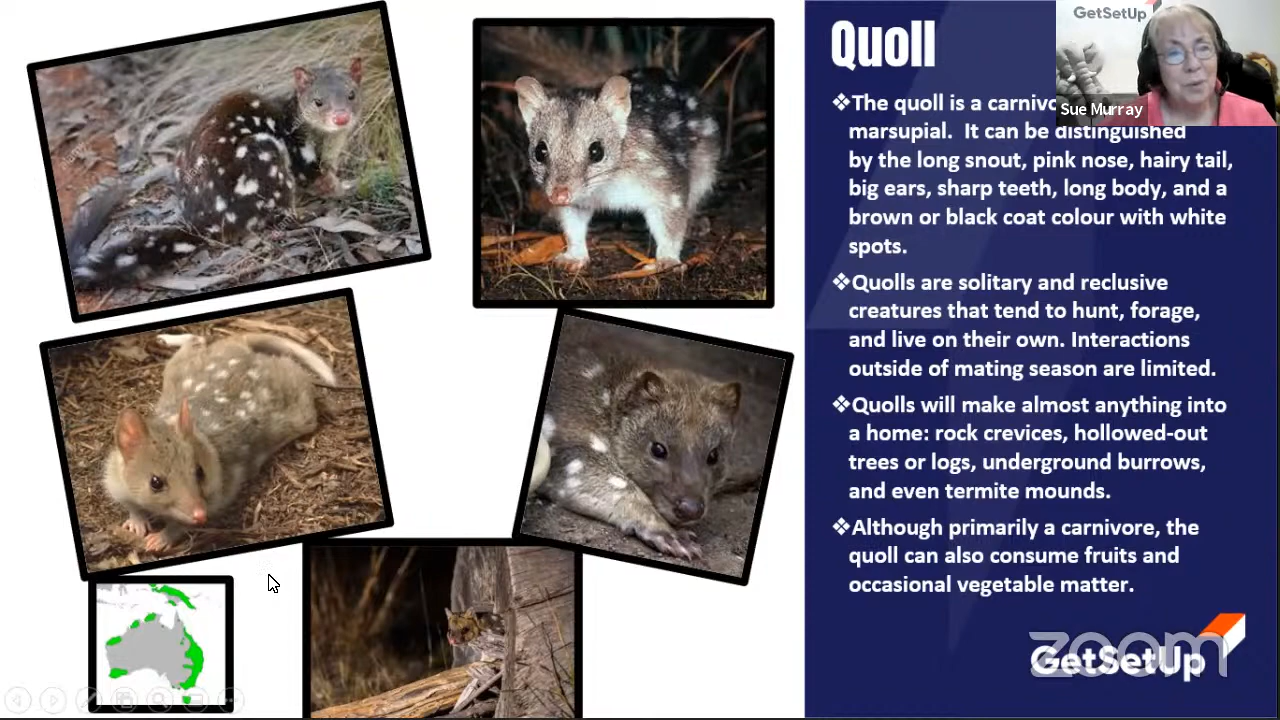 Quoll
GetSetUp
Sue Murray
❖The quoll is a carnivo
marsupial. It can be distinguished
by the long snout, pink nose, hairy tail,
big ears, sharp teeth, long body, and a
brown or black coat colour with white
spots.
❖Quolls are solitary and reclusive
creatures that tend to hunt, forage,
and live on their own. Interactions
outside of mating season are limited.
❖Quolls will make almost anything into
a home: rock crevices, hollowed-out
trees or logs, underground burrows,
and even termite mounds.
❖Although primarily a carnivore, the
quoll can also consume fruits and
occasional vegetable matter.
zoom
GetSetUp